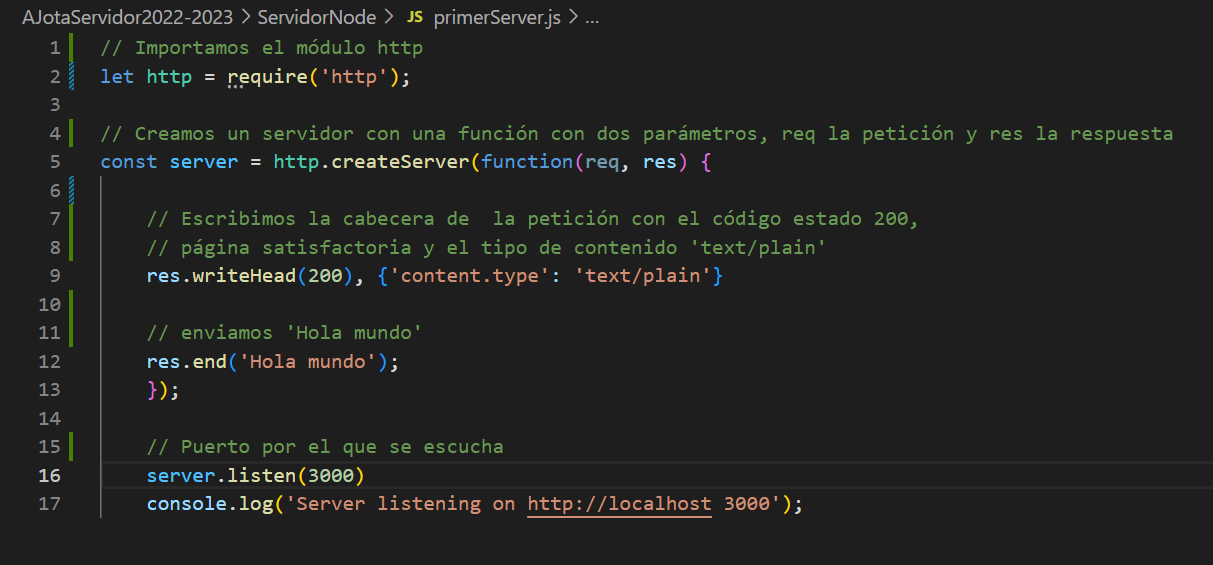 AJotaServidor2022-2023 > ServidorNode > JS primerServer.js > ...
1 // Importamos el módulo http
2 let http = require('http');
3
4 // Creamos un servidor con una función con dos parámetros, req la petición y res la respuesta
5 const server = http.createServer(function(req, res) {
6
7 // Escribimos la cabecera de  la petición con el código estado 200,
8 // página satisfactoria y el tipo de contenido 'text/plain'
9 res.writeHead(200), {'content.type': 'text/plain'}
10
11 // enviamos 'Hola mundo'
12 res.end('Hola mundo');
13 });
14
15 // Puerto por el que se escucha
16 server.listen(3000)
17 console.log('Server listening on http://localhost 3000');